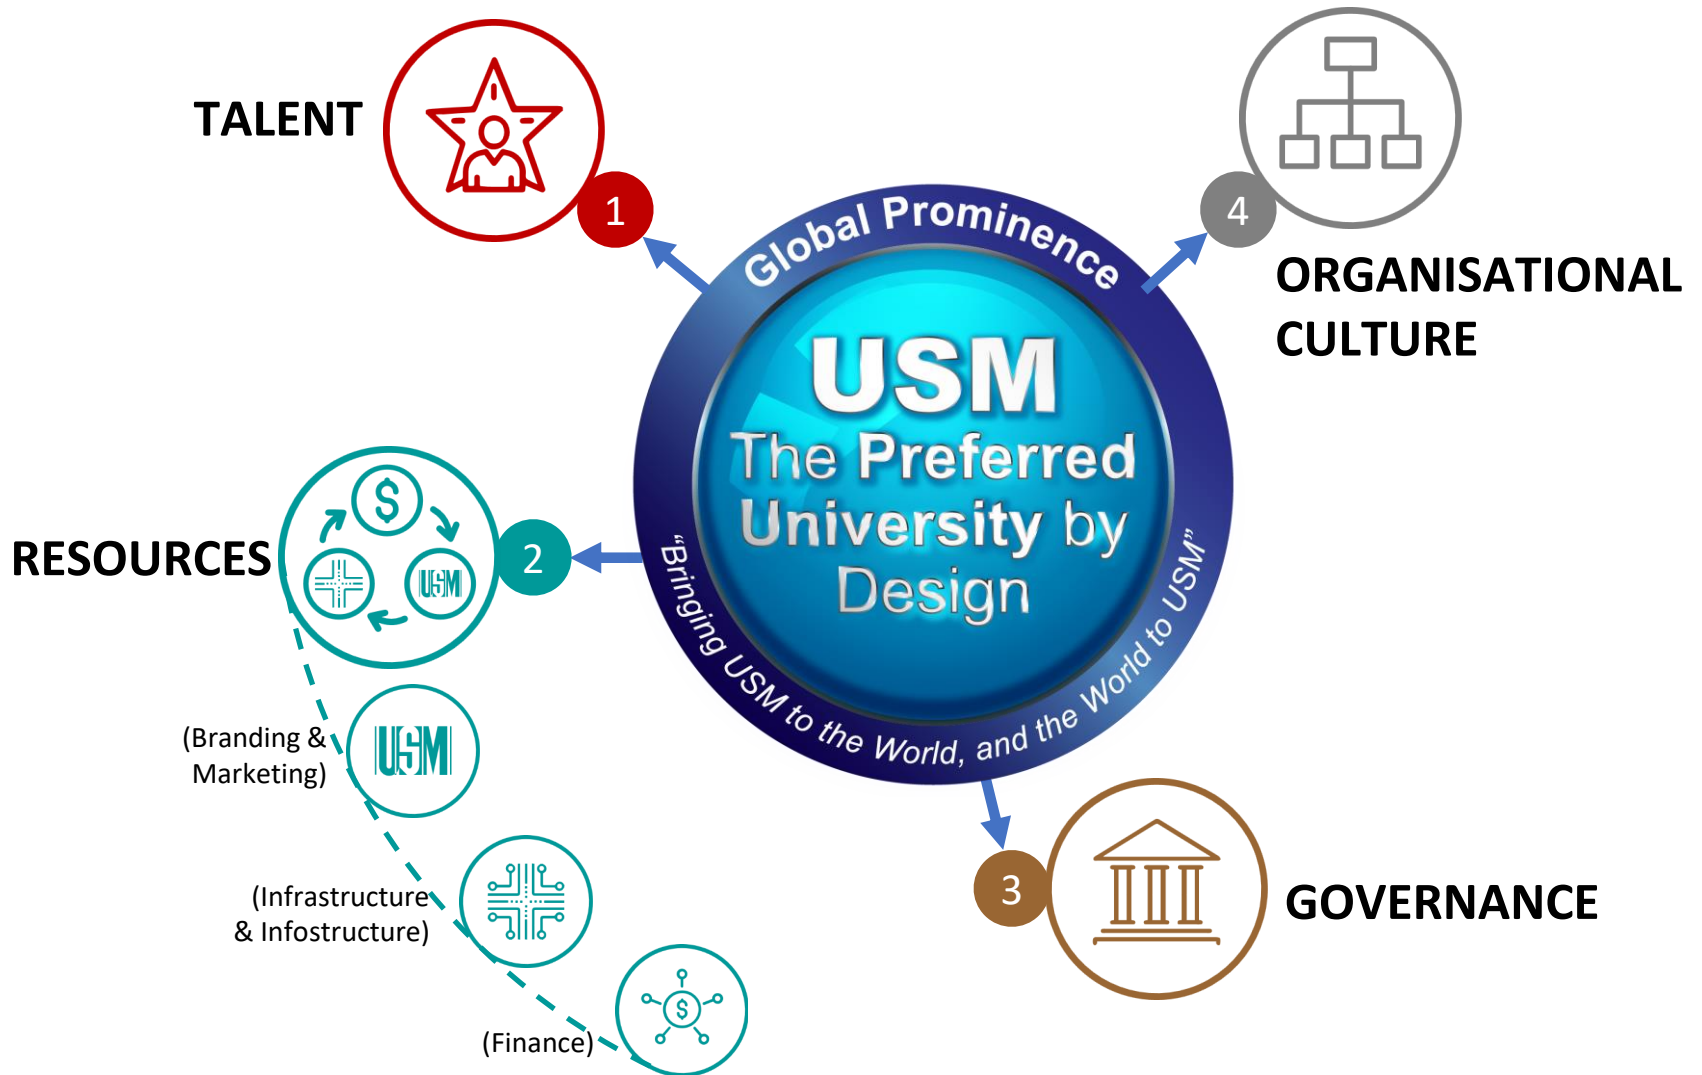 TALENT
1
4
ORGANISATIONAL
CULTURE
Global Prominence
USM
The Preferred
University by
Design
"Bringing USM to the World, and the World to USM"
RESOURCES
$
USM
2
(Branding &
Marketing)
USM
(Infrastructure
& Infostructure)
(Finance)
$
3
GOVERNANCE